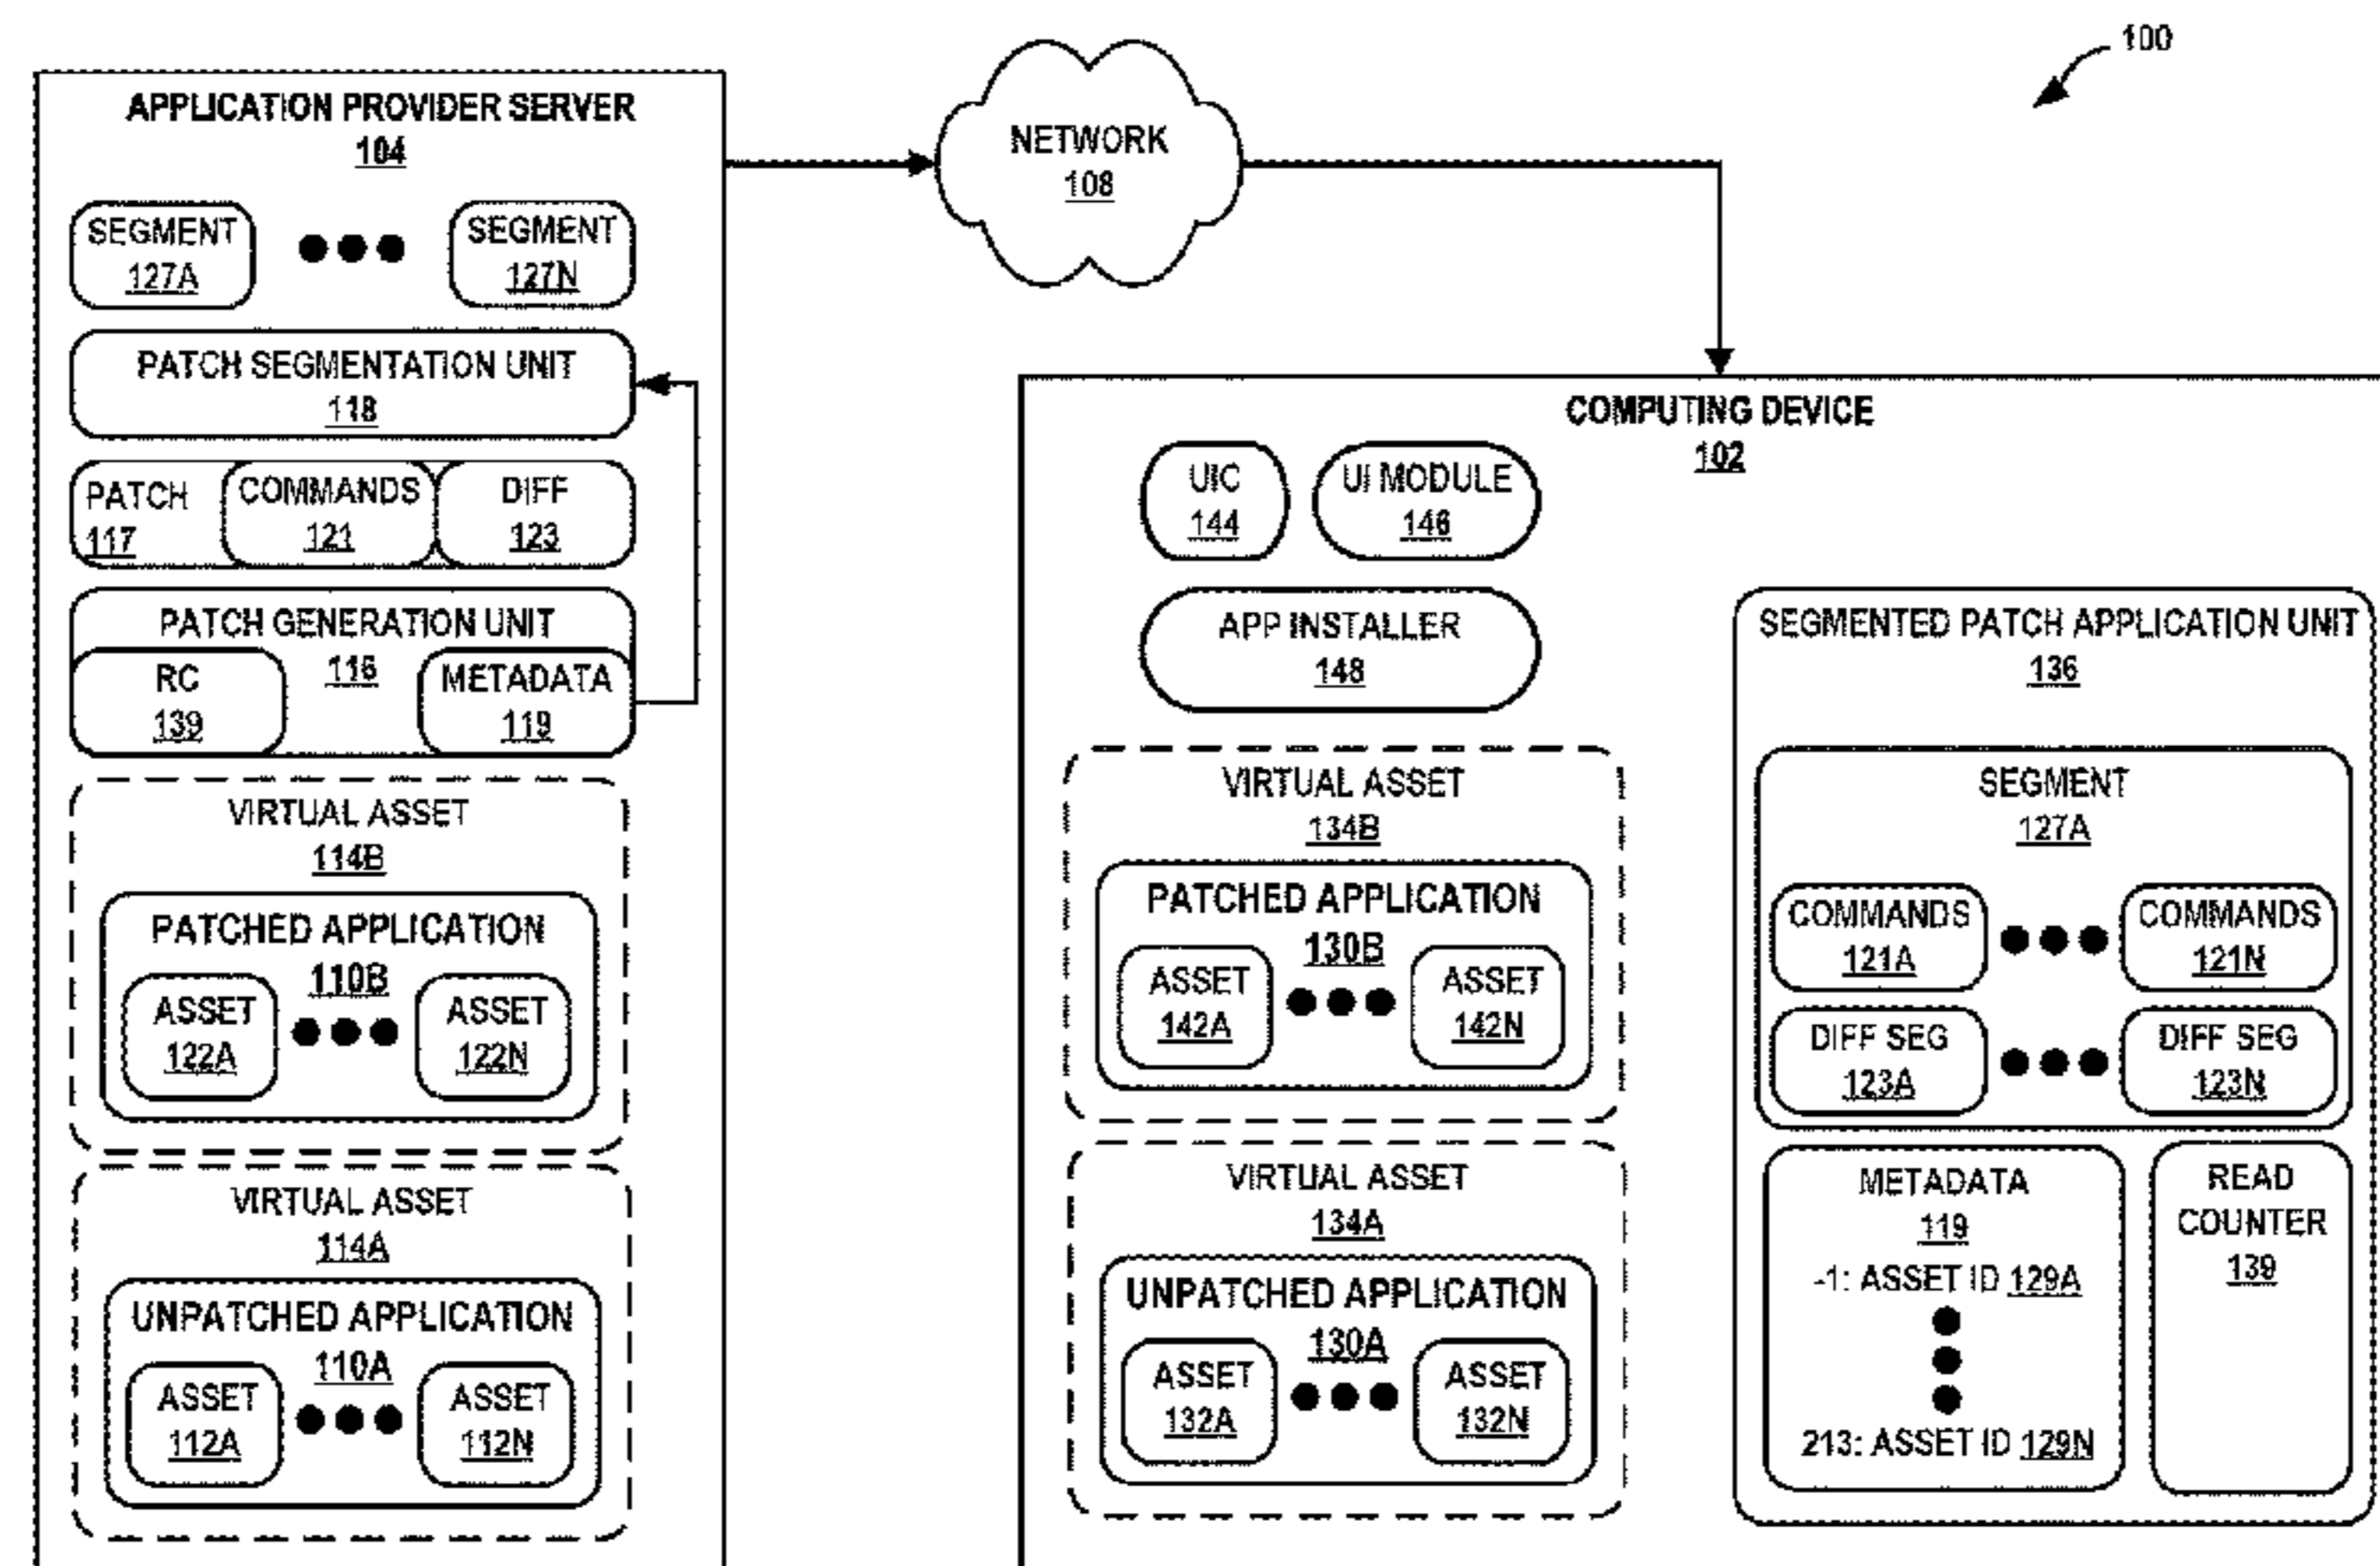 100
APPLICATION PROVIDER SERVER
104
SEGMENT
127A
SEGMENT
127N
PATCH SEGMENTATION UNIT
118
PATCH
117
COMMANDS
121
DIFF
123
PATCH GENERATION UNIT
116
RC
139
METADATA
119
VIRTUAL ASSET
114B
PATCHED APPLICATION
110B
ASSET
122A
ASSET
122N
VIRTUAL ASSET
114A
UNPATCHED APPLICATION
110A
ASSET
112A
ASSET
112N
NETWORK
108
COMPUTING DEVICE
102
UIC
144
UI MODULE
146
APP INSTALLER
148
VIRTUAL ASSET
134B
PATCHED APPLICATION
130B
ASSET
142A
ASSET
142N
VIRTUAL ASSET
134A
UNPATCHED APPLICATION
130A
ASSET
132A
ASSET
132N
SEGMENTED PATCH APPLICATION UNIT
136
SEGMENT
127A
COMMANDS
121A
COMMANDS
121N
DIFF SEG
123A
DIFF SEG
123N
METADATA
119
-1: ASSET ID 129A
213: ASSET ID 129N
READ
COUNTER
139